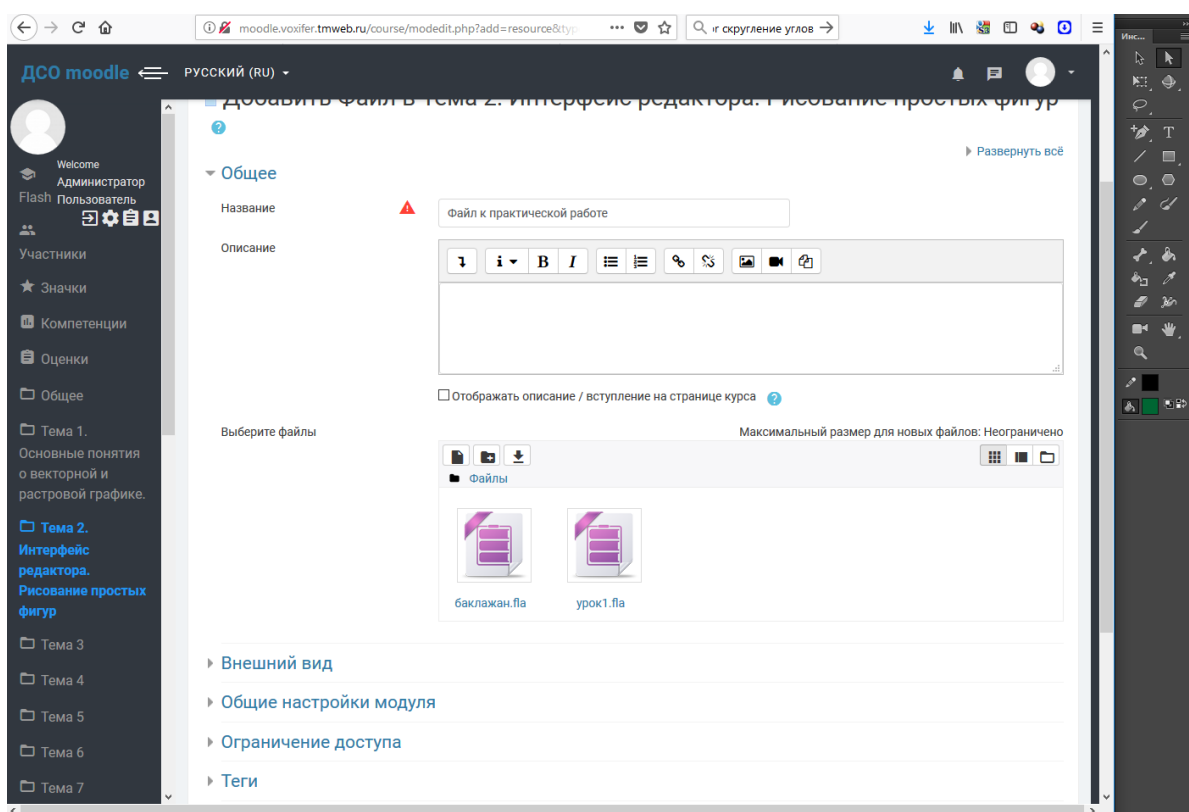 moodle.voxifer.tmweb.ru/course/modedit.php?add=resource&typ
r скругление углов
Инс...
ДСО moodle
РУССКИЙ (RU)
Добавить Файл в Тема 2. Интерфейс редактора. Рисование простых фигур
Развернуть всё
Welcome
Администратор
Flash
Пользователь
Участники
Значки
Компетенции
Оценки
Общее
Тема 1.
Основные понятия
о векторной и
растровой графике.
Тема 2.
Интерфейс
редактора.
Рисование простых
фигур
Тема 3
Тема 4
Тема 5
Тема 6
Тема 7
Общее
Название
Файл к практической работе
Описание
i
B
I
Отображать описание / вступление на странице курса
Выберите файлы
Максимальный размер для новых файлов: Неограничено
Файлы
баклажан.fla
урок1.fla
Внешний вид
Общие настройки модуля
Ограничение доступа
Теги